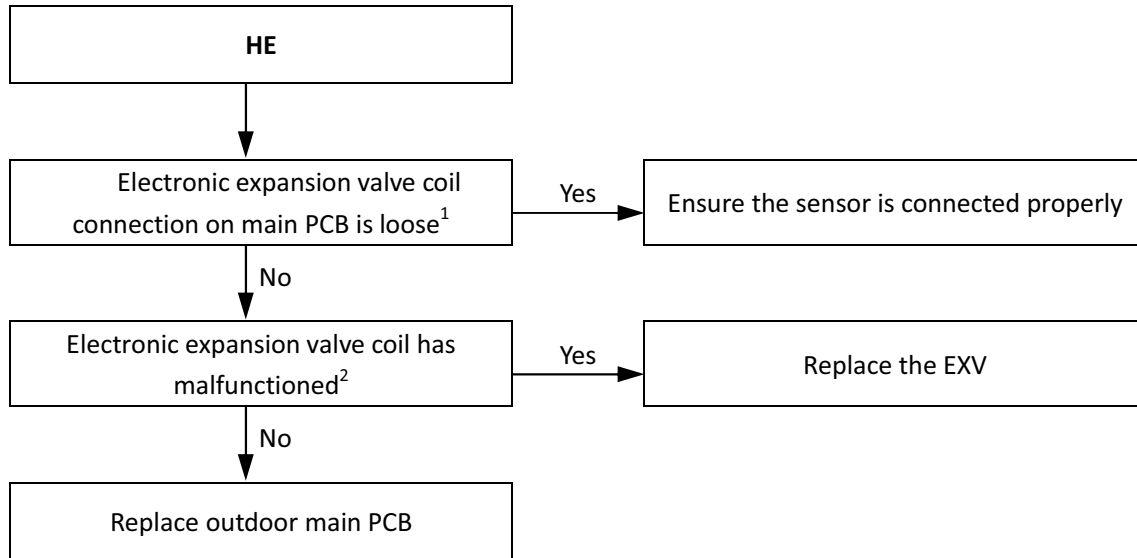 HE
Electronic expansion valve coil
connection on main PCB is loose1
Yes
Ensure the sensor is connected properly
No
Electronic expansion valve coil has
malfunctioned2
Yes
Replace the EXV
No
Replace outdoor main PCB